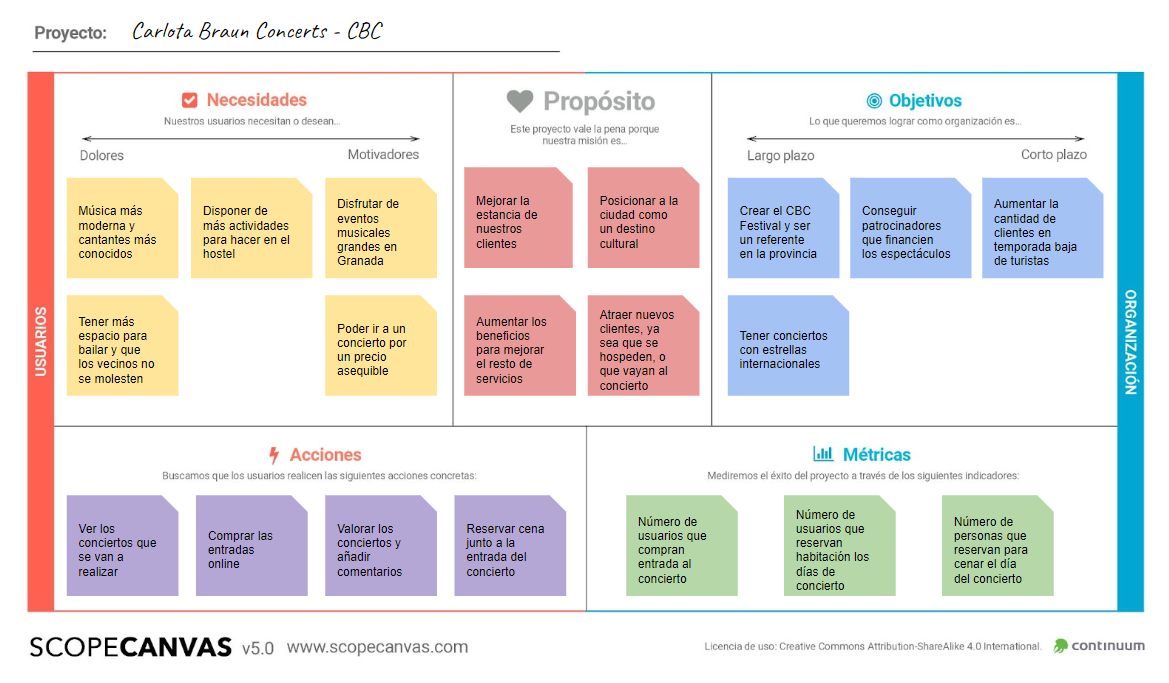 Proyecto: Carlota Braun Concerts - CBC
USUARIOS
Necesidades
Nuestros usuarios necesitan o desean...
Dolores
Motivadores
Música más
moderna y
cantantes más
conocidos
Disponer de
más actividades
para hacer en el
hostel
Disfrutar de
eventos
musicales
grandes en
Granada
Tener más
espacio para
bailar y que
los vecinos no
se molesten
Poder ir a un
concierto por
un precio
asequible
Propósito
Este proyecto vale la pena porque
nuestra misión es...
Mejorar la
estancia de
nuestros
clientes
Posicionar a la
ciudad como
un destino
cultural
Aumentar los
beneficios
para mejorar
el resto de
servicios
Atraer nuevos
clientes, ya
sea que se
hospeden, o
que vayan al
concierto
Objetivos
Lo que queremos lograr como organización es...
Largo plazo
Corto plazo
Crear el CBC
Festival y ser
un referente
en la provincia
Conseguir
patrocinadores
que financien
los espectáculos
Aumentar la
cantidad de
clientes en
temporada baja
de turistas
Tener conciertos
con estrellas
internacionales
ORGANIZACIÓN
Acciones
Buscamos que los usuarios realicen las siguientes acciones concretas:
Ver los
conciertos que
se van a
realizar
Comprar las
entradas
online
Valorar los
conciertos y
añadir
comentarios
Reservar cena
junto a la
entrada del
concierto
Métricas
Mediremos el éxito del proyecto a través de los siguientes indicadores:
Número de
usuarios que
compran
entrada al
concierto
Número de
usuarios que
reservan
habitación los
días de
concierto
Número de
personas que
reservan para
cenar el día
del concierto
SCOPECANVAS v5.0 www.scopecanvas.com
Licencia de uso: Creative Commons Attribution-ShareAlike 4.0 International.
continuum